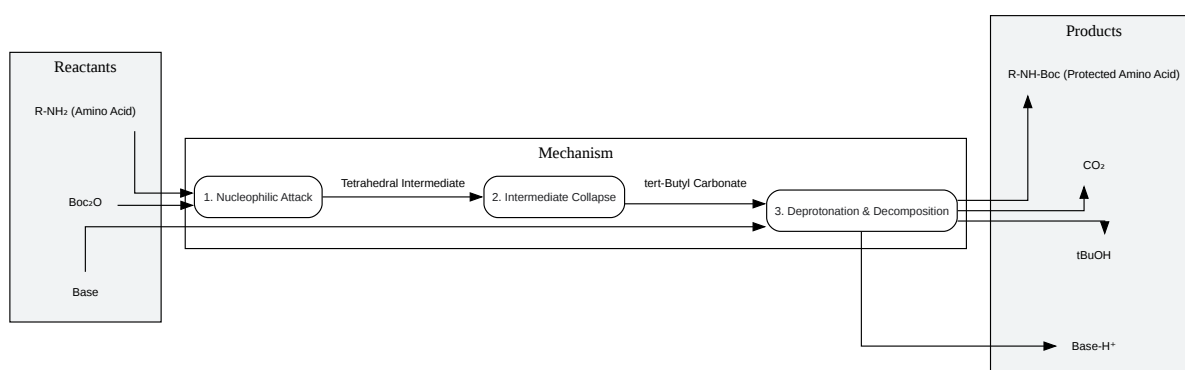 Reactants
R-NH₂ (Amino Acid)
Boc₂O
Base
Mechanism
1. Nucleophilic Attack
Tetrahedral Intermediate
2. Intermediate Collapse
tert-Butyl Carbonate
3. Deprotonation & Decomposition
Products
R-NH-Boc (Protected Amino Acid)
CO₂
tBuOH
Base-H⁺